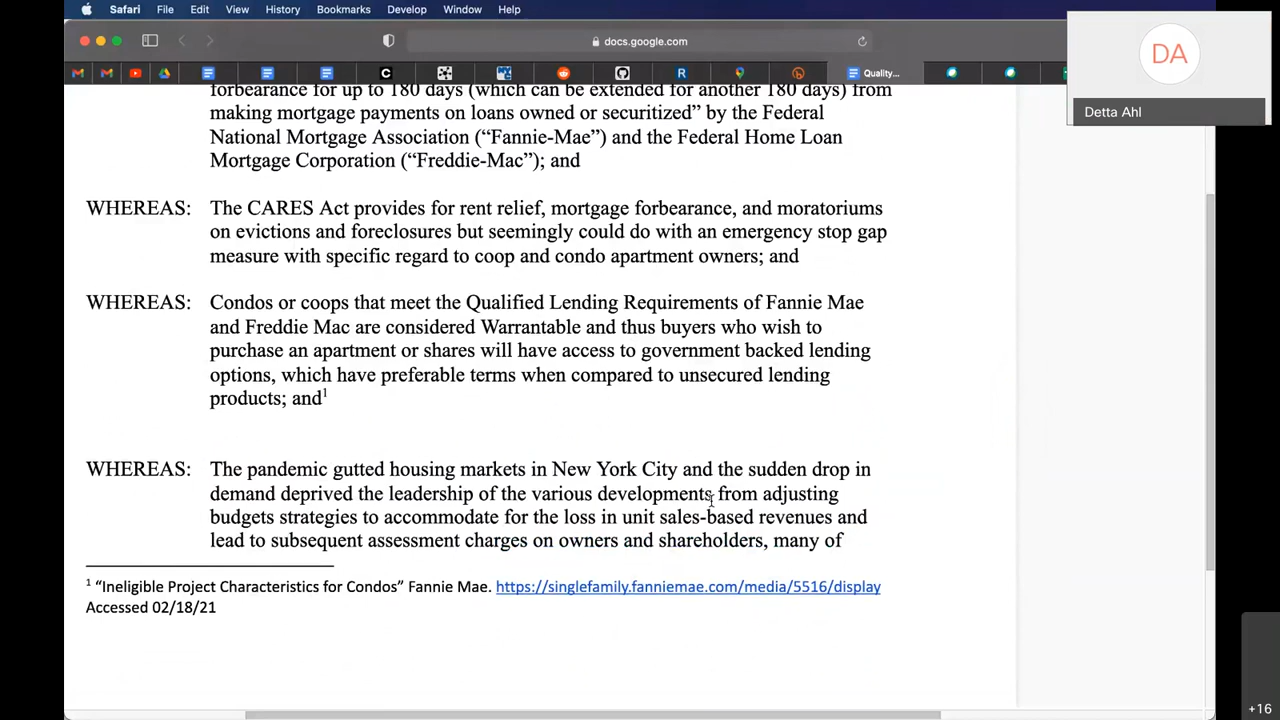 Safari File Edit View History Bookmarks Develop Window Help
docs.google.com
Quality...
DA
Detta Ahl
forbearance for up to 180 days (which can be extended for another 180 days) from
making mortgage payments on loans owned or securitized” by the Federal
National Mortgage Association (“Fannie-Mae”) and the Federal Home Loan
Mortgage Corporation (“Freddie-Mac”); and
WHEREAS: The CARES Act provides for rent relief, mortgage forbearance, and moratoriums
on evictions and foreclosures but seemingly could do with an emergency stop gap
measure with specific regard to coop and condo apartment owners; and
WHEREAS: Condos or coops that meet the Qualified Lending Requirements of Fannie Mae
and Freddie Mac are considered Warrantable and thus buyers who wish to
purchase an apartment or shares will have access to government backed lending
options, which have preferable terms when compared to unsecured lending
products; and1
WHEREAS: The pandemic gutted housing markets in New York City and the sudden drop in
demand deprived the leadership of the various developments from adjusting
budgets strategies to accommodate for the loss in unit sales-based revenues and
lead to subsequent assessment charges on owners and shareholders, many of
1 “Ineligible Project Characteristics for Condos” Fannie Mae. https://singlefamily.fanniemae.com/media/5516/display
Accessed 02/18/21
+16